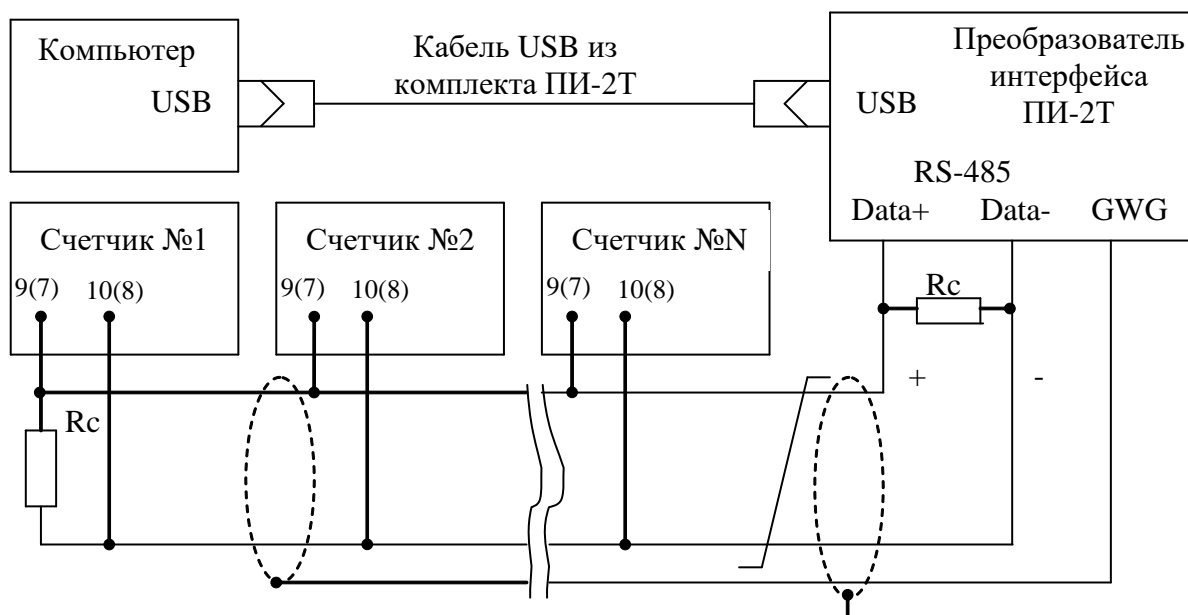 Компьютер
USB
Кабель USB из
комплекта ПИ-2Т
Преобразователь
интерфейса
ПИ-2Т
USB
RS-485
Data+ Data- GWG
Счетчик №1
9(7) 10(8)
Счетчик №2
9(7) 10(8)
Счетчик №N
9(7) 10(8)
Rc
+ -
Rc